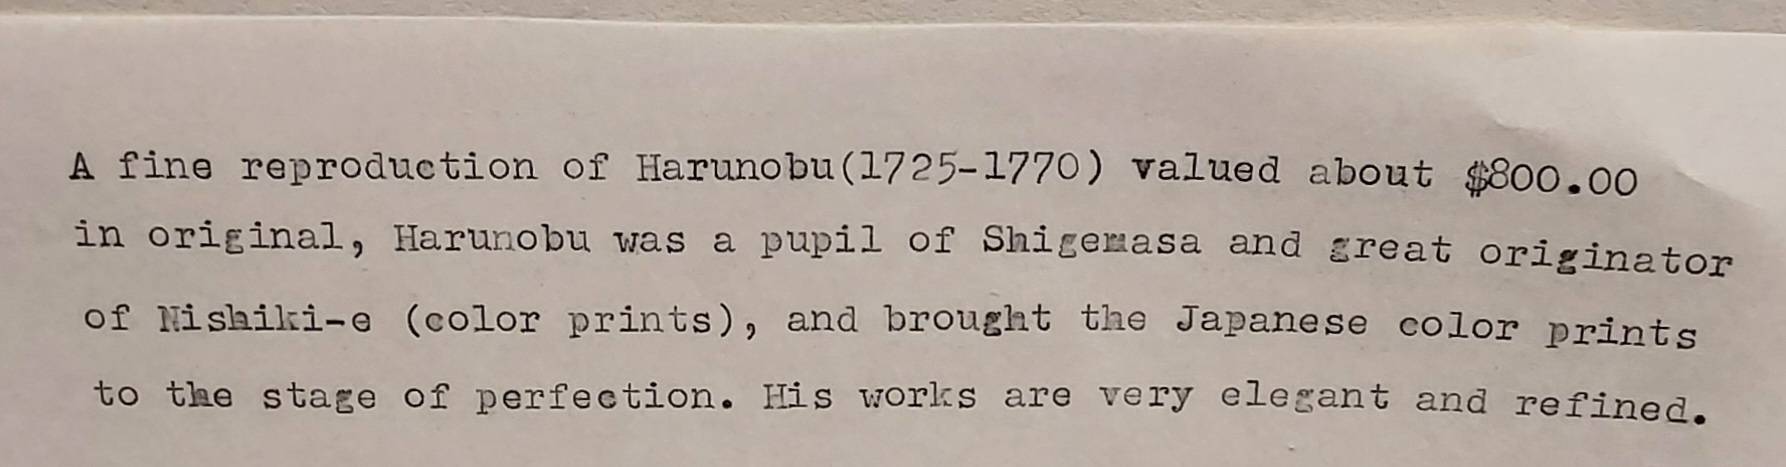 A fine reproduction of Harunobu(1725-1770) valued about $800.00
in original, Harunobu was a pupil of Shigemasa and great originator
of Nishiki-e (color prints), and brought the Japanese color prints
to the stage of perfection. His works are very elegant and refined.